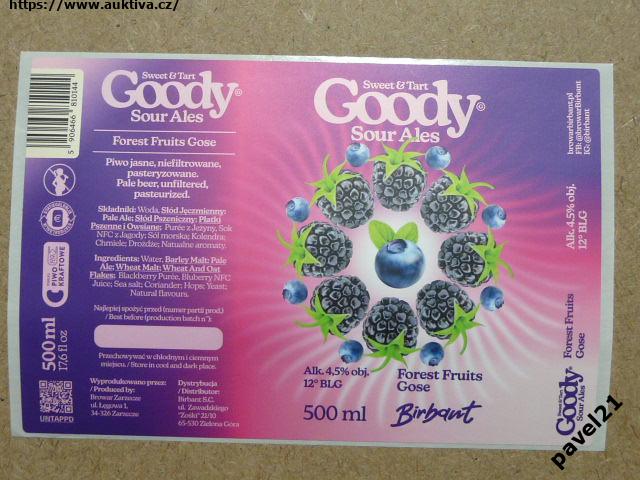 https://www.auktiva.cz/
5 906466 810144
Sweet & Tart
Goody©
Sour Ales
Forest Fruits Gose
Piwo jasne, niefiltrowane,
pasteryzowane.
Pale beer, unfiltered,
pasteurized.
Składniki: Woda, Słód Jęczmienny:
Pale Ale; Słód Pszeniczny; Płatki
Pszenne i Owsiane; Purée z Jeżyny, Sok
NFC z Jagody; Sól morska; Kolendra;
Chmiele; Drożdże; Natualne aromaty.
Ingredients: Water, Barley Malt: Pale
Ale; Wheat Malt; Wheat And Oat
Flakes; Blackberry Purée, Bluberry NFC
Juice; Sea salt; Coriander; Hops; Yeast;
Natural flavours.
Najlepiej spożyć przed (numer partii prod.)
/ Best before (production batch n°):
Przechowywać w chłodnym i ciemnym
miejscu. / Store in cool and dark place.
PIWO
KRAFTOWE
500 ml
17,6 fl oz
UNTAPPD
Wyprodukowano przez:
/ Produced by:
Browar Zarzecze
ul. Łęgowa 1,
34-326 Zarzecze
Dystrybucja
/ Distributor:
Birbant S.C.
ul. Zawadzkiego
"Zośki" 21/10
65-530 Zielona Góra
Sweet & Tart
Goody©
Sour Ales
Alk. 4,5% obj.
12° BLG
500 ml
Forest Fruits
Gose
Birbant
browarbirbant.pl
FB: @browarBirbant
IG: @birbant
Alk. 4,5% obj.
12° BLG
Goody©
Sour Ales
Forest Fruits
Gose
pavel21